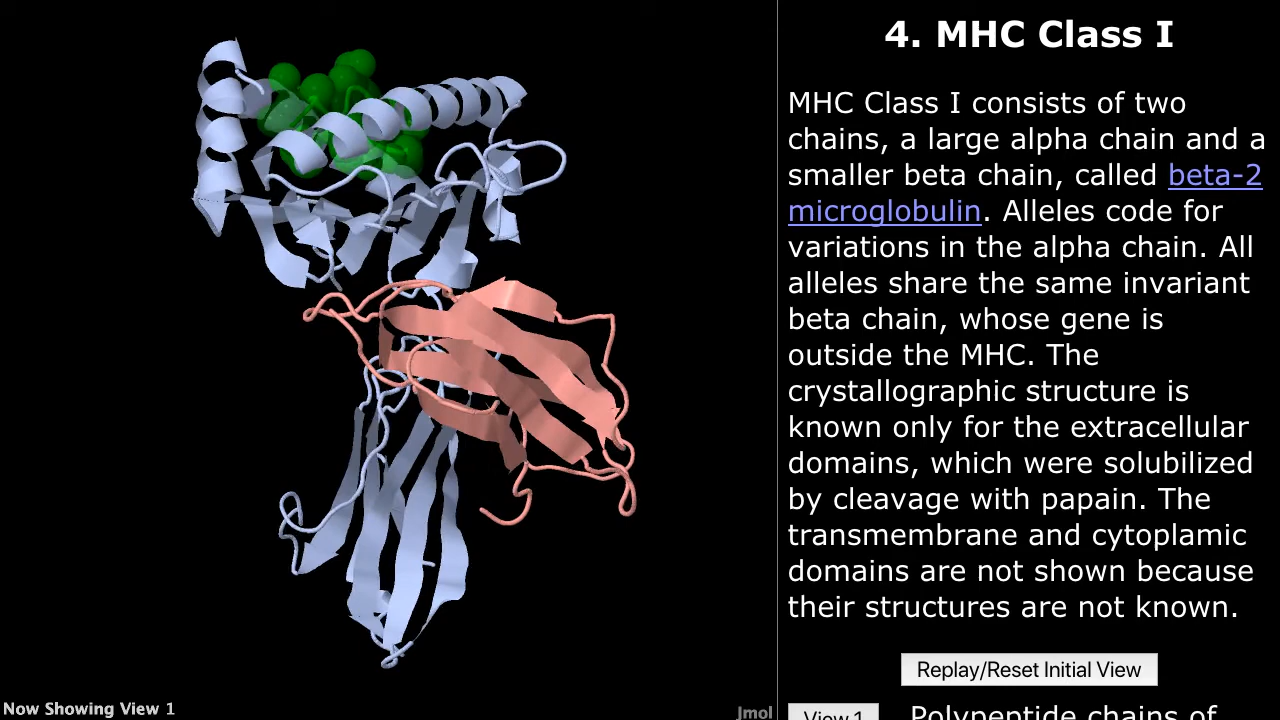 4. MHC Class I
MHC Class I consists of two
chains, a large alpha chain and a
smaller beta chain, called beta-2
microglobulin. Alleles code for
variations in the alpha chain. All
alleles share the same invariant
beta chain, whose gene is
outside the MHC. The
crystallographic structure is
known only for the extracellular
domains, which were solubilized
by cleavage with papain. The
transmembrane and cytoplamic
domains are not shown because
their structures are not known.
Replay/Reset Initial View
View 1 Polypeptide chains of
Now Showing View 1
Jmol